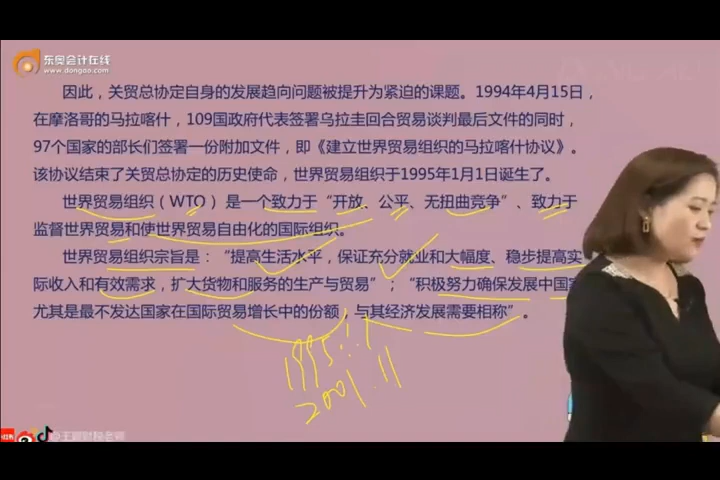 东奥会计在线
www.dongao.com
因此，关贸总协定自身的发展趋向问题被提升为紧迫的课题。1994年4月15日，
在摩洛哥的马拉喀什，109国政府代表签署乌拉圭回合贸易谈判最后文件的同时，
97个国家的部长们签署一份附加文件，即《建立世界贸易组织的马拉喀什协议》。
该协议结束了关贸总协定的历史使命，世界贸易组织于1995年1月1日诞生了。
世界贸易组织（WTO）是一个致力于“开放、公平、无扭曲竞争”、致力于
监督世界贸易和使世界贸易自由化的国际组织。
世界贸易组织宗旨是：“提高生活水平，保证充分就业和大幅度、稳步提高实
际收入和有效需求，扩大货物和服务的生产与贸易”；“积极努力确保发展中国
尤其是最不发达国家在国际贸易增长中的份额，与其经济发展需要相称”。
1995.1.1
2001.11